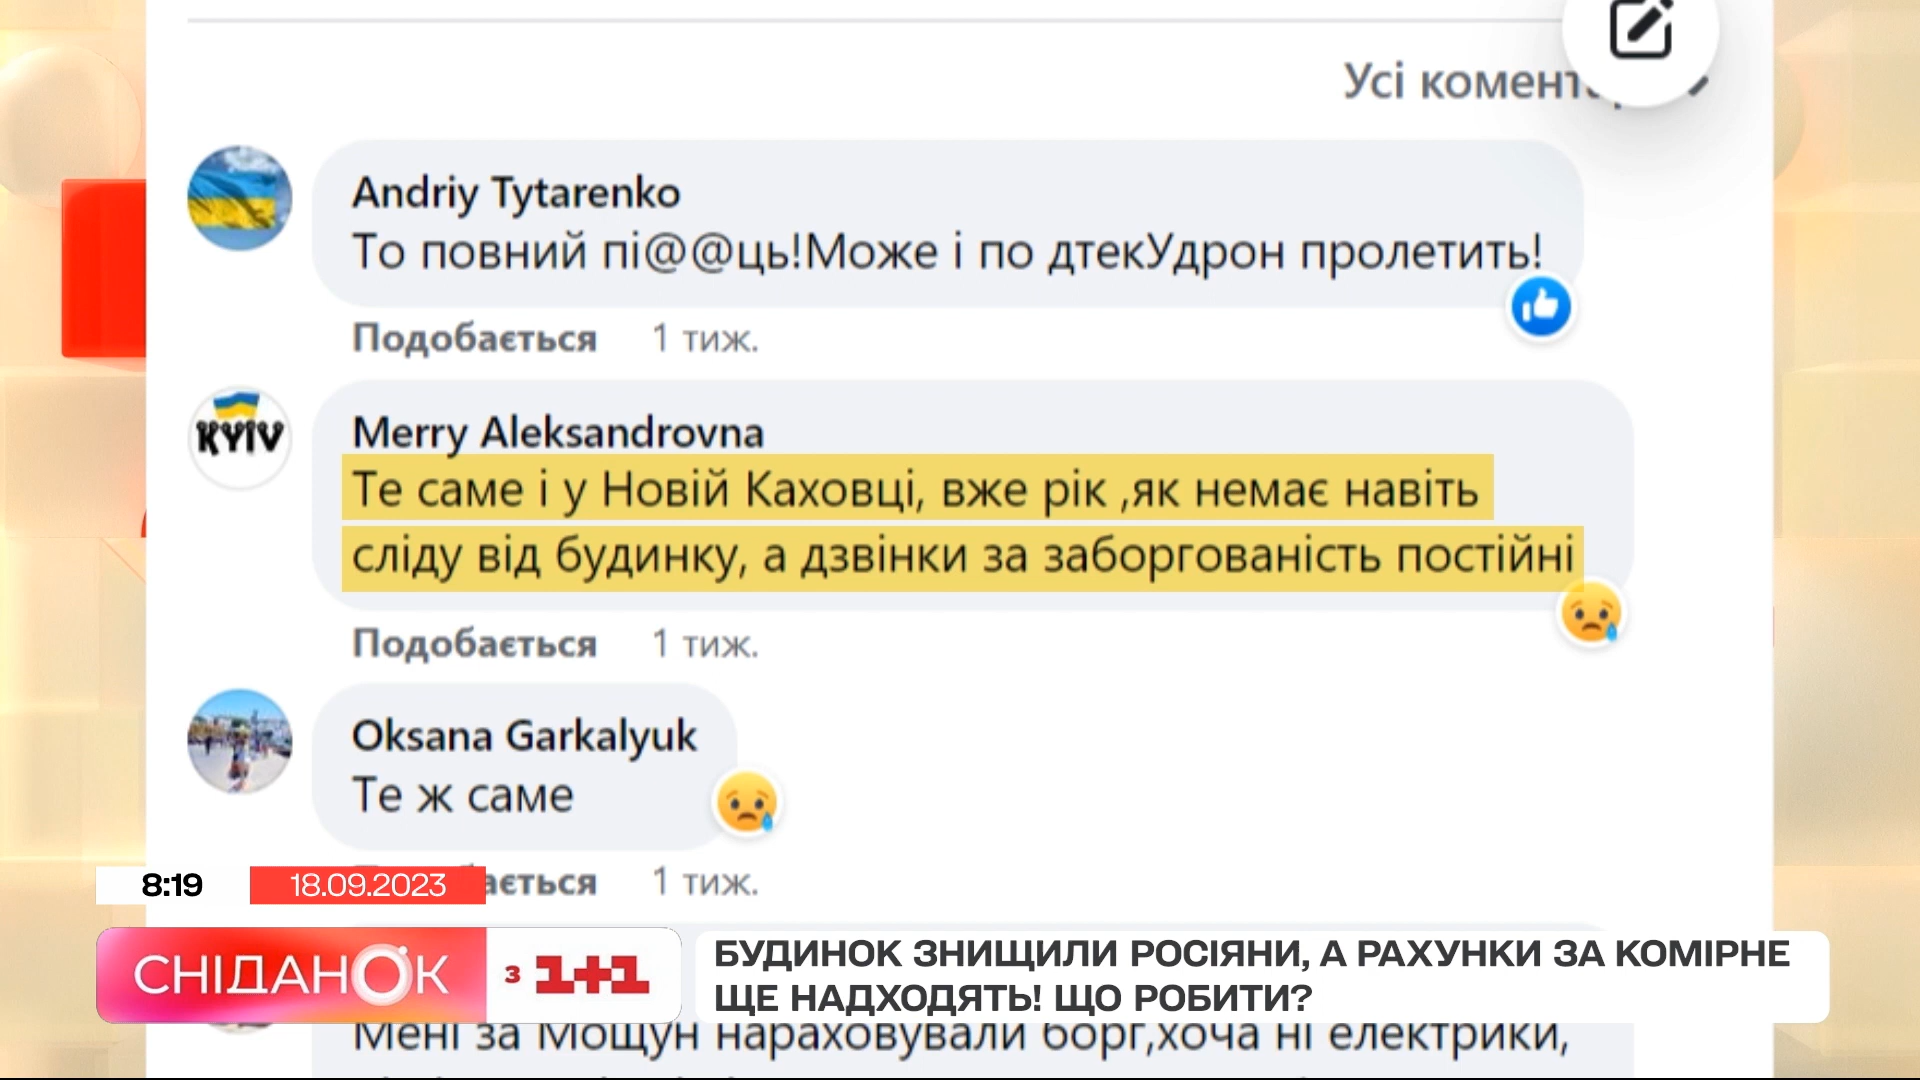 Усі комент
Andriy Tytarenko
То повний пі@@ць!Може і по дтекУдрон пролетить!
Подобається 1 тиж.
KYїV
Merry Aleksandrovna
Те саме і у Новій Каховці, вже рік ,як немає навіть
сліду від будинку, а дзвінки за заборгованість постійні
Подобається 1 тиж.
Oksana Garkalyuk
Те ж саме
ається 1 тиж.
8:19 18.09.2023
СНІДАНОК З 1+1
БУДИНОК ЗНИЩИЛИ РОСІЯНИ, А РАХУНКИ ЗА КОМІРНЕ
ЩЕ НАДХОДЯТЬ! ЩО РОБИТИ?
Мені за Мощун нараховували борг,хоча ні електрики,